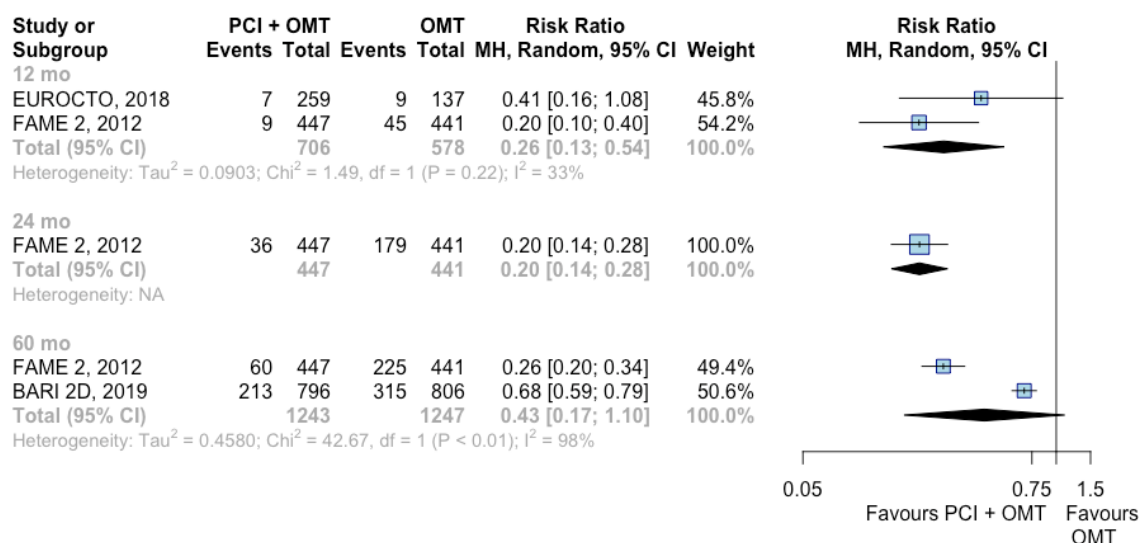 Study or PCI + OMT OMT Risk Ratio Risk Ratio
Subgroup Events Total Events Total MH, Random, 95% CI Weight MH, Random, 95% CI
12 mo
EUROCTO, 2018 7 259 9 137 0.41 [0.16; 1.08] 45.8%
FAME 2, 2012 9 447 45 441 0.20 [0.10; 0.40] 54.2%
Total (95% CI) 706 578 0.26 [0.13; 0.54] 100.0%
Heterogeneity: Tau² = 0.0903; Chi² = 1.49, df = 1 (P = 0.22); I² = 33%
24 mo
FAME 2, 2012 36 447 179 441 0.20 [0.14; 0.28] 100.0%
Total (95% CI) 447 441 0.20 [0.14; 0.28] 100.0%
Heterogeneity: NA
60 mo
FAME 2, 2012 60 447 225 441 0.26 [0.20; 0.34] 49.4%
BARI 2D, 2019 213 796 315 806 0.68 [0.59; 0.79] 50.6%
Total (95% CI) 1243 1247 0.43 [0.17; 1.10] 100.0%
Heterogeneity: Tau² = 0.4580; Chi² = 42.67, df = 1 (P < 0.01); I² = 98%
0.05 0.75 1.5
Favours PCI + OMT Favours
OMT